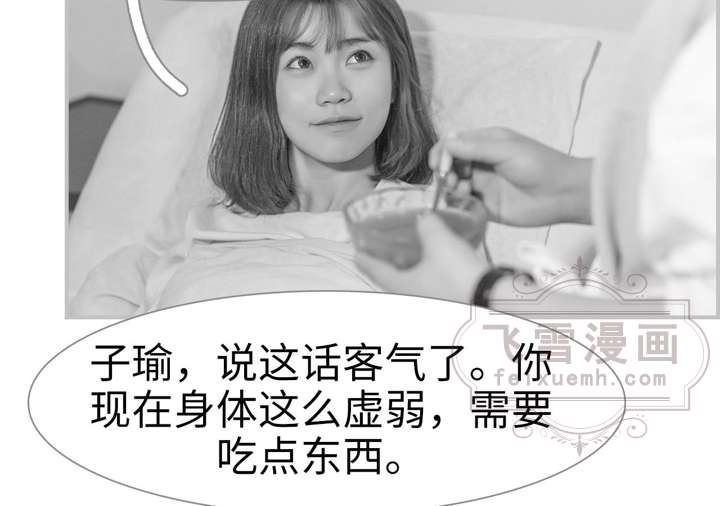 子瑜，说这话客气了。你
现在身体这么虚弱，需要
吃点东西。
飞雪漫画
feixuemh.com